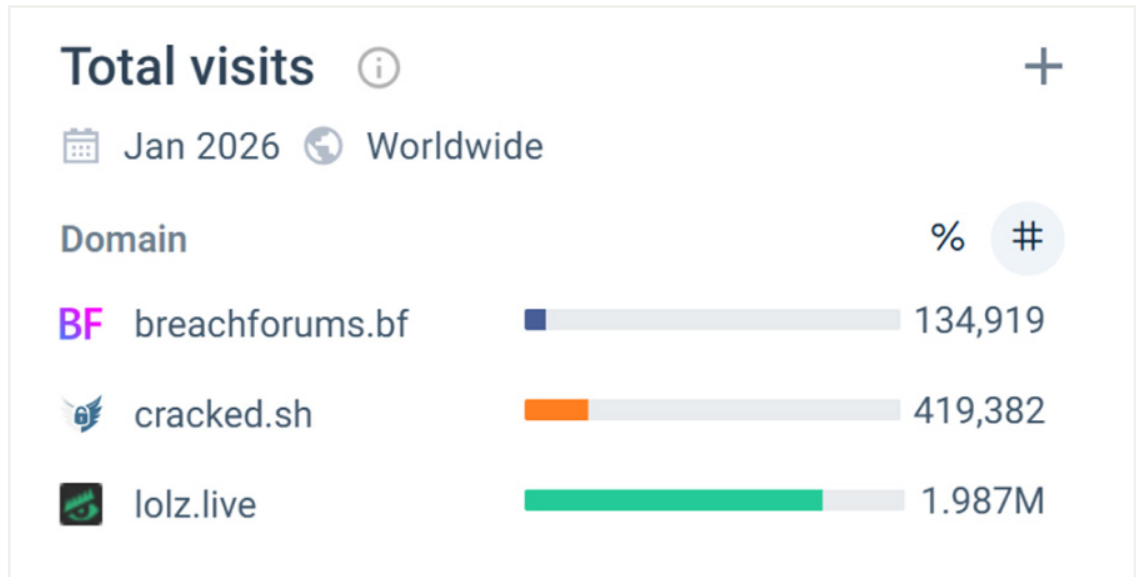 Total visits
Jan 2026 Worldwide
Domain % #
BF breachforums.bf 134,919
cracked.sh 419,382
lolz.live 1.987M